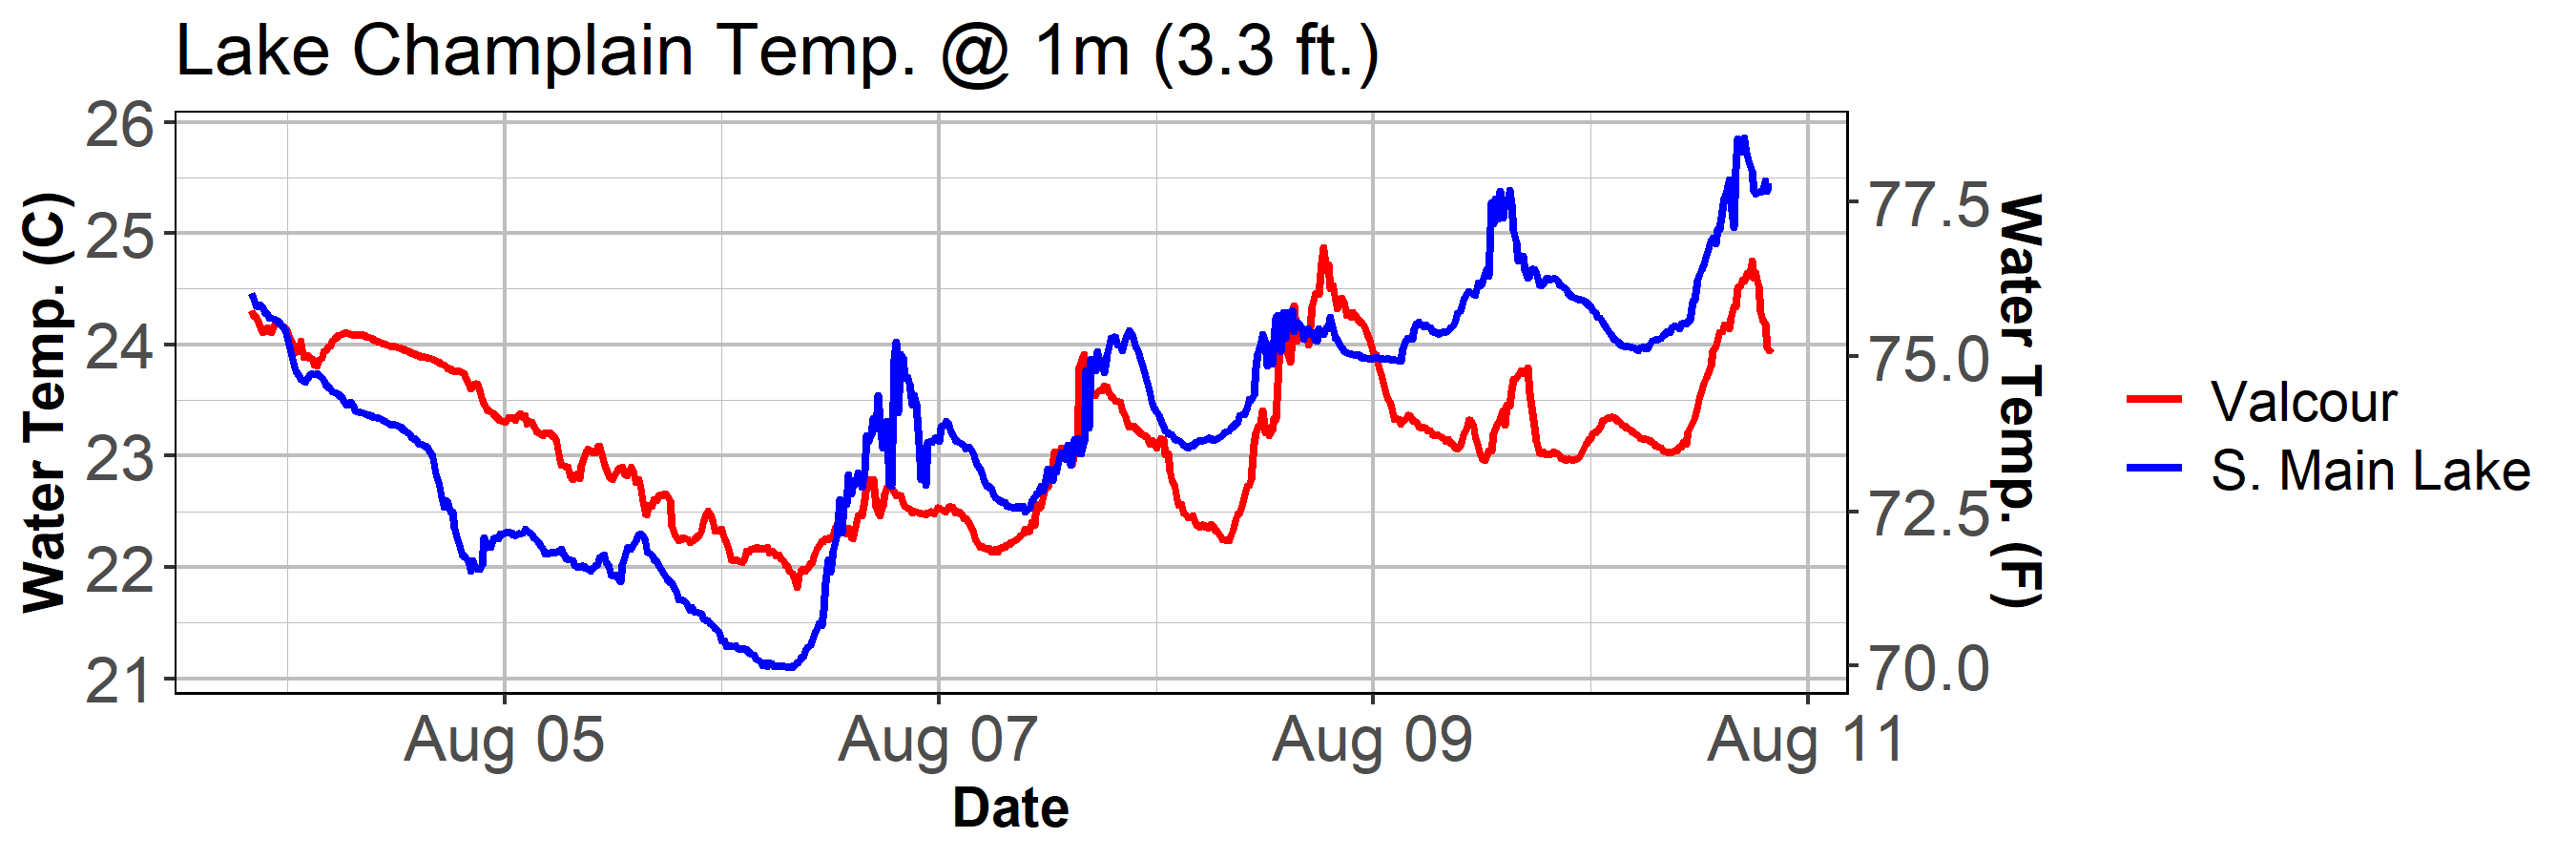 Lake Champlain Temp. @ 1m (3.3 ft.)
Water Temp. (C)
26
25
24
23
22
21
77.5
75.0
72.5
70.0
Water Temp. (F)
Aug 05 Aug 07 Aug 09 Aug 11
Date
Valcour
S. Main Lake